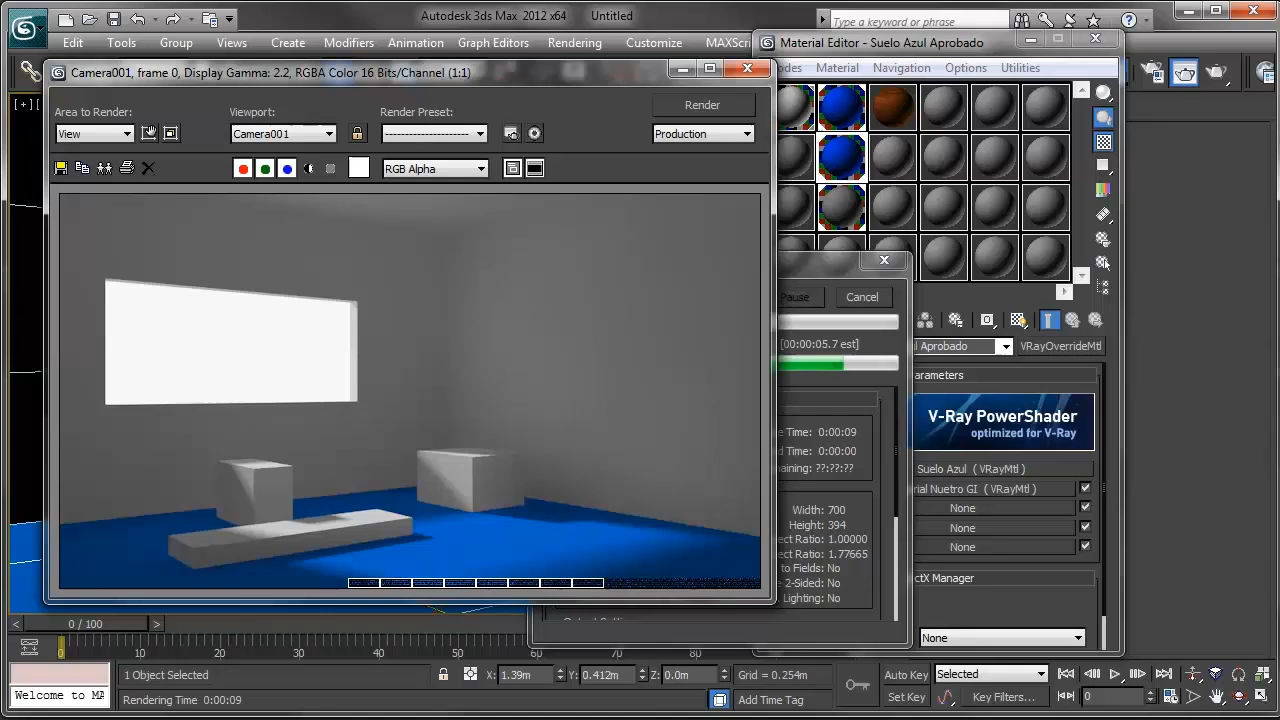 Autodesk 3ds Max  2012 x64    Untitled
Type a keyword or phrase
Edit
Tools
Group
Views
Create
Modifiers
Animation
Graph Editors
Rendering
Customize
MAXScr
Material Editor - Suelo Azul Aprobado
odes
Material
Navigation
Options
Utilities
Camera001, frame 0, Display Gamma: 2.2, RGBA Color 16 Bits/Channel (1:1)
Area to Render:
View
Viewport:
Camera001
Render Preset:
Render
Production
RGB Alpha
[+]
Pause
Cancel
[00:00:05.7 est]
e Time: 0:00:09
d Time: 0:00:00
aining: ??:??:??
Width: 700
Height: 394
ect Ratio: 1.00000
ect Ratio: 1.77665
to Fields: No
e 2-Sided: No
Lighting: No
ul Aprobado
VRayOverrideMtl
arameters
V-Ray PowerShader
optimized for V-Ray
Suelo Azul  ( VRayMtl )
rial Nuetro GI  ( VRayMtl )
None
None
None
ctX Manager
None
0 / 100
0
10
20
30
40
50
60
70
80
1 Object Selected
X: 1.39m
Y: 0.412m
Z: 0.0m
Grid = 0.254m
Auto Key
Selected
Welcome to MA
Rendering Time  0:00:09
Add Time Tag
Set Key
Key Filters...
0